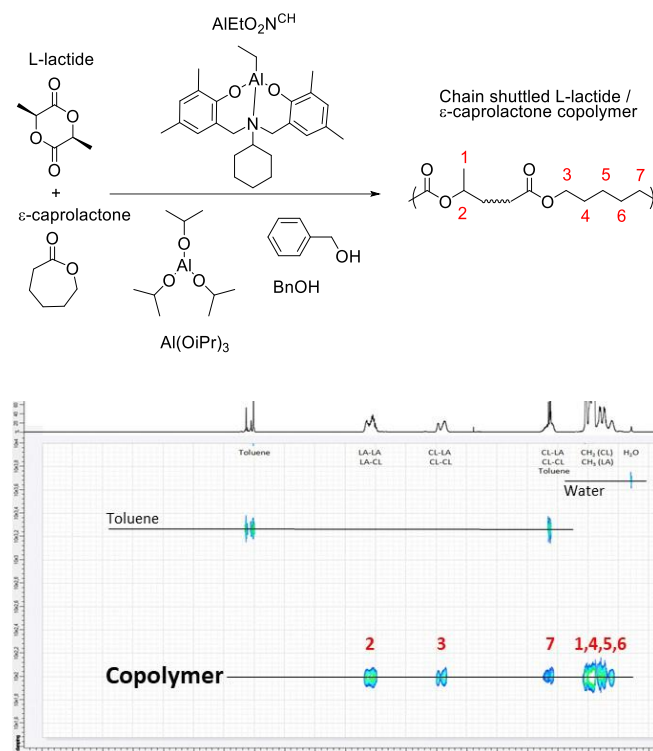 AlEtO₂Nᶜᴴ
L-lactide
O
O
O
O
+
ε-caprolactone
O
O
Al
O
O
N
O
Al
O
O
Al(OiPr)₃
OH
BnOH
Chain shuttled L-lactide /
ε-caprolactone copolymer
O
O
O
O
1
2
3
4
5
6
7
Toluene
LA-LA
LA-CL
CL-LA
CL-CL
CL-LA
CL-CL
Toluene
CH₂ (CL)
CH₃ (LA)
H₂O
Water
Toluene
2
3
7
1,4,5,6
Copolymer